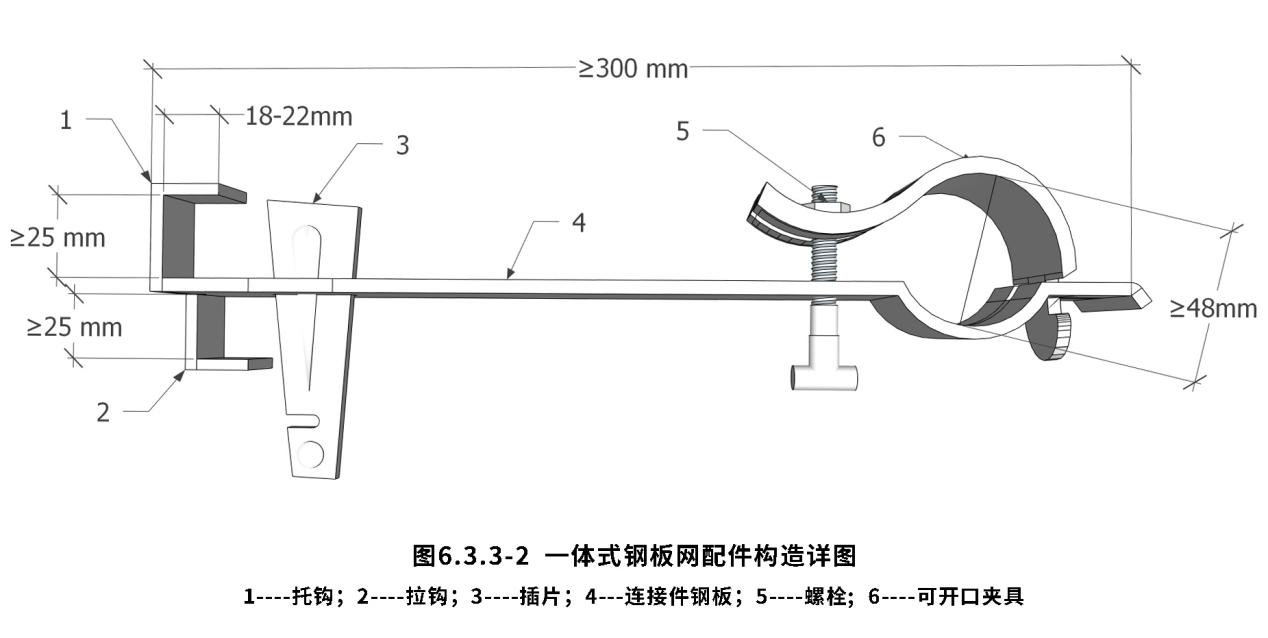 ≥300 mm
1
18-22mm
3
5
6
4
≥25 mm
≥25 mm
≥48mm
2
图6.3.3-2 一体式钢板网配件构造详图
1----托钩；2----拉钩；3----插片；4---连接件钢板；5----螺栓；6----可开口夹具